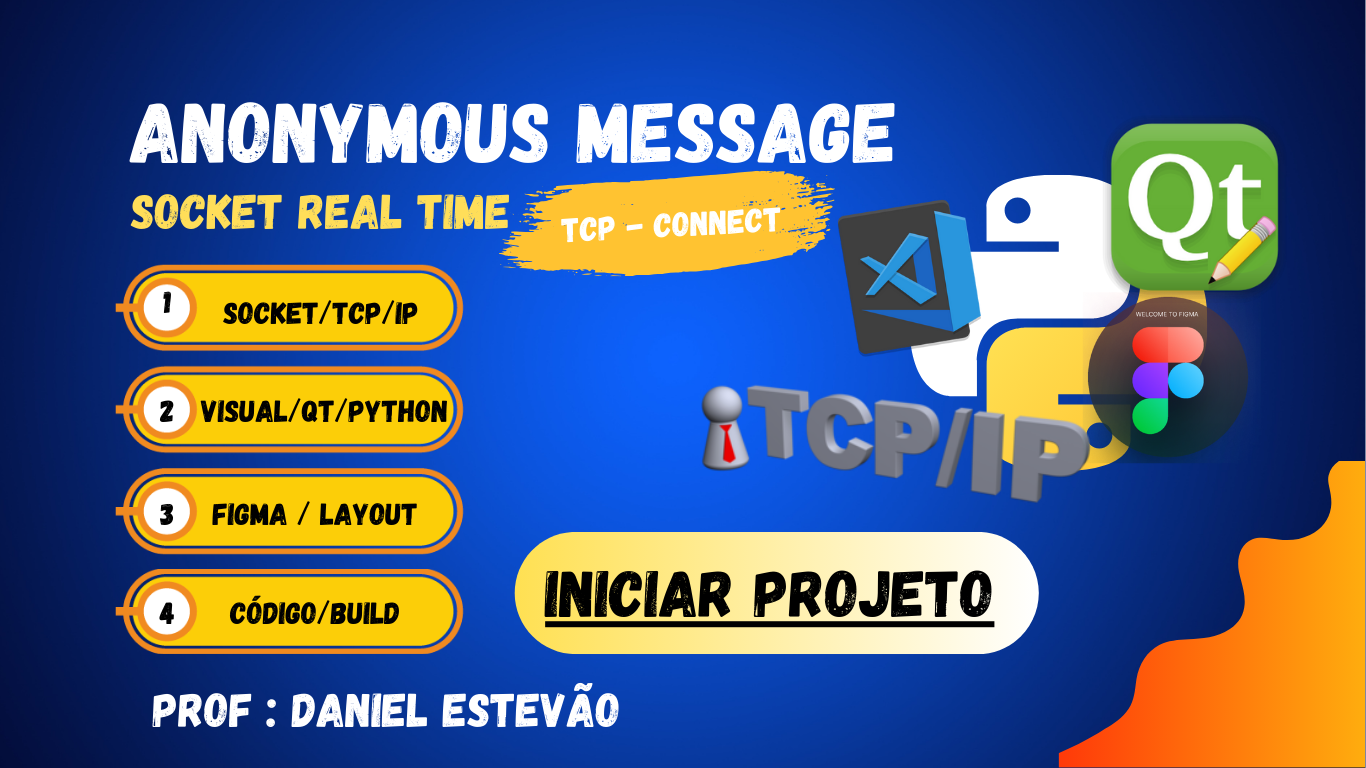 ANONYMOUS MESSAGE
SOCKET REAL TIME
TCP - CONNECT
1 SOCKET/TCP/IP
2 VISUAL/QT/PYTHON
3 FIGMA / LAYOUT
4 CÓDIGO/BUILD
Qt
WELCOME TO FIGMA
TCP/IP
INICIAR PROJETO
PROF : DANIEL ESTEVÃO